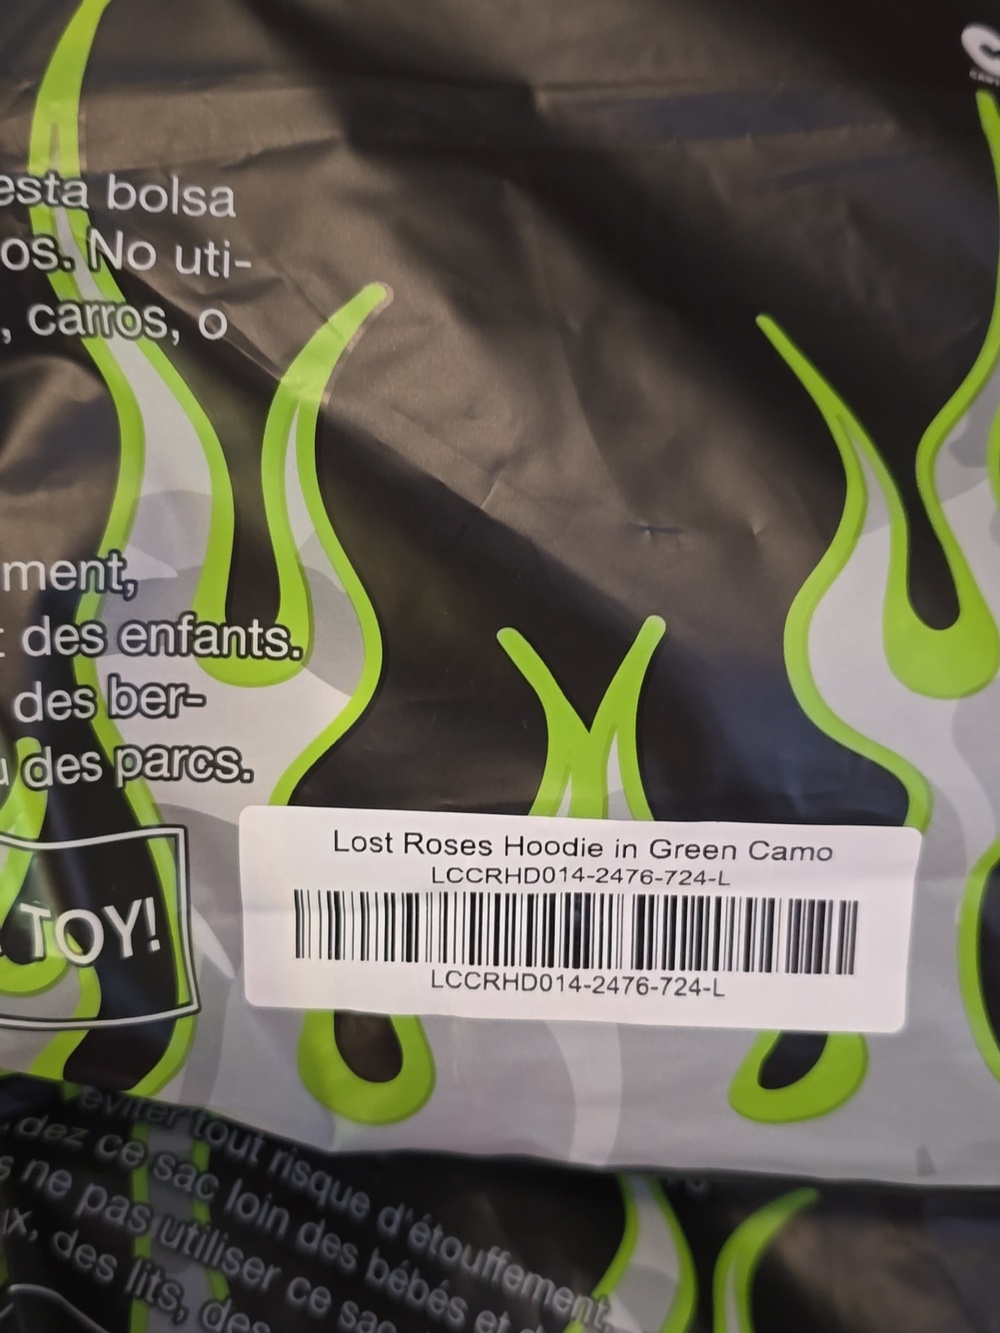 esta bolsa
os. No uti-
, carros, o
ment,
des enfants.
des ber-
des parcs.
TOY!
Lost Roses Hoodie in Green Camo
LCCRHD014-2476-724-L
LCCRHD014-2476-724-L
éviter tout risque d'étouffement,
dez ce sac loin des bébés et
s ne pas utiliser ce sac
x, des lits, des